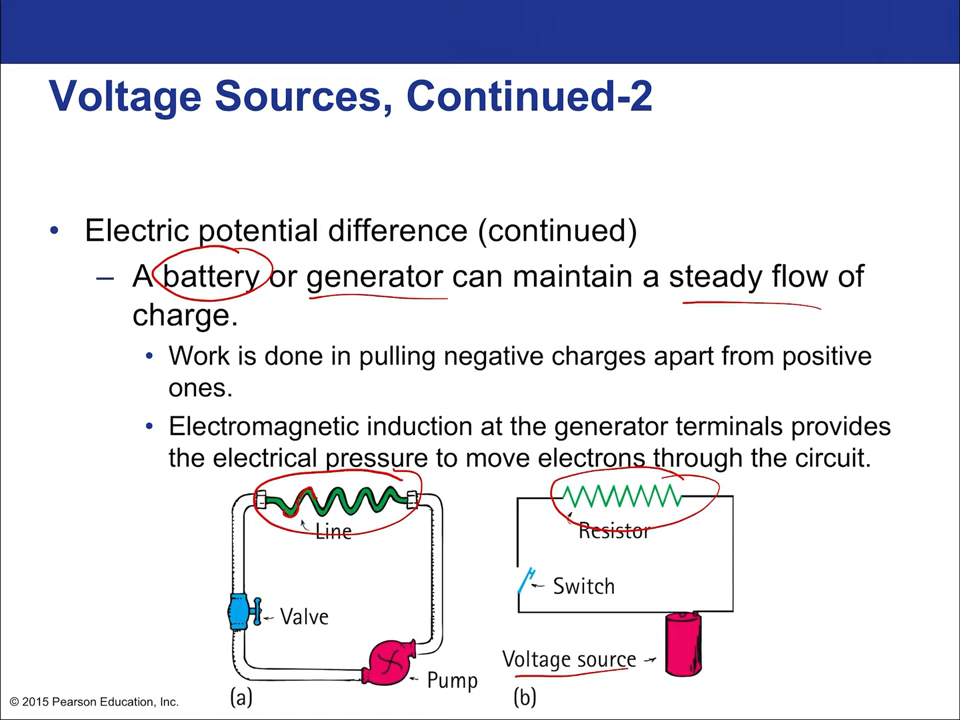 Voltage Sources, Continued-2
• Electric potential difference (continued)
– A battery or generator can maintain a steady flow of
charge.
• Work is done in pulling negative charges apart from positive
ones.
• Electromagnetic induction at the generator terminals provides
the electrical pressure to move electrons through the circuit.
Line
Valve
Pump
(a)
Resistor
Switch
Voltage source
(b)
© 2015 Pearson Education, Inc.